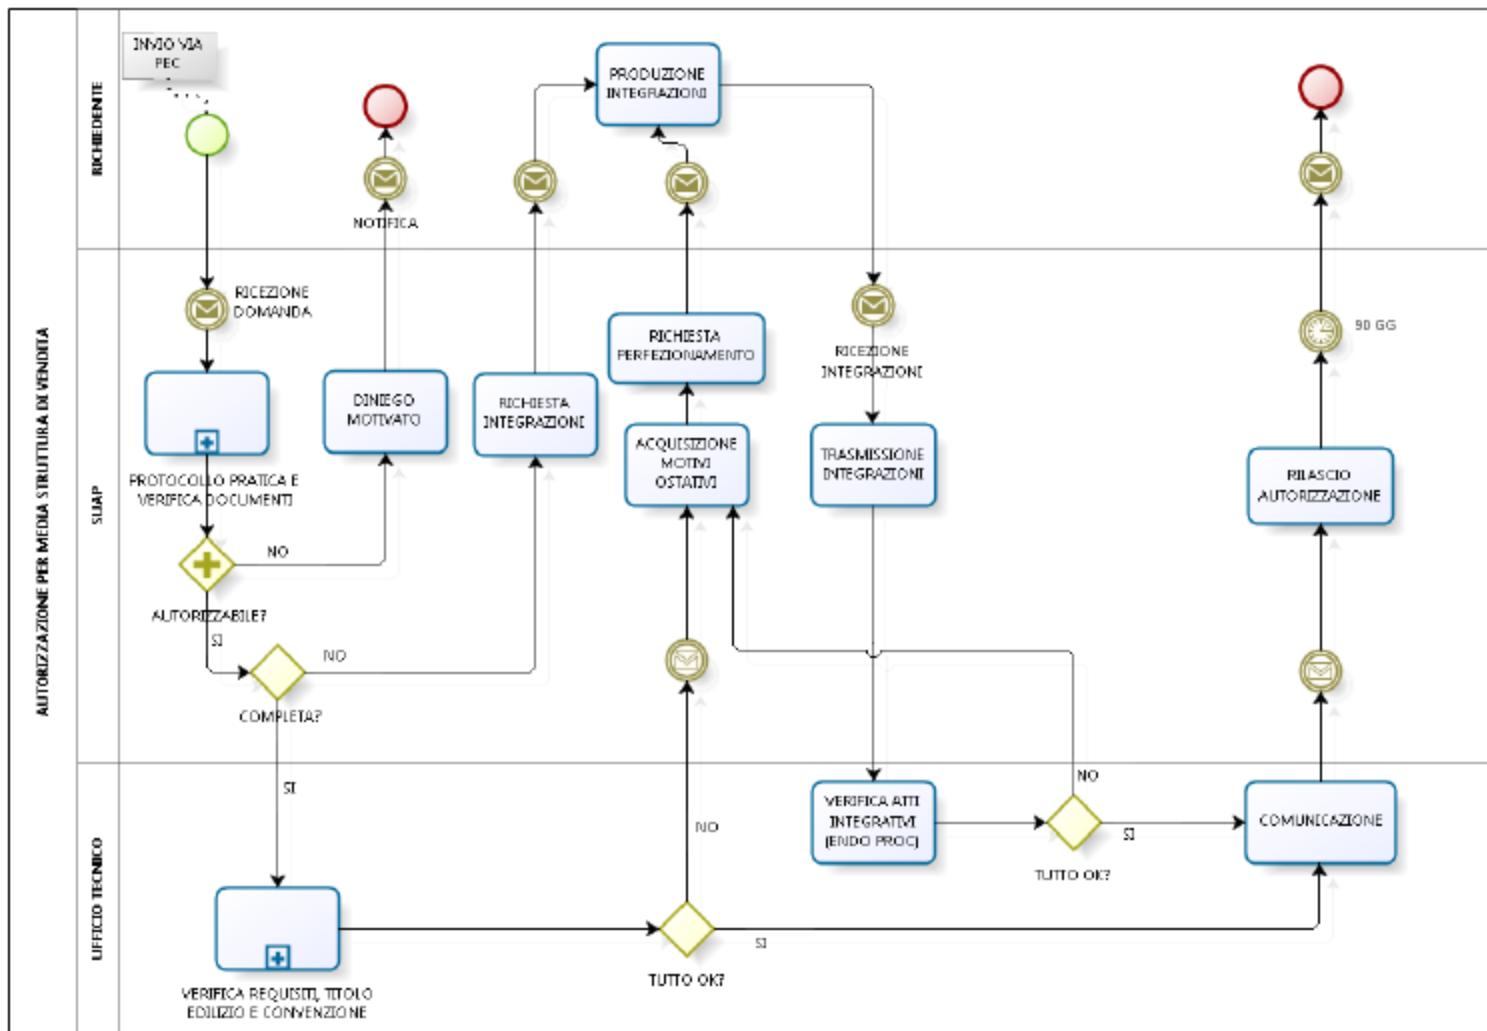 AUTORIZZAZIONE PER MEDIA STRUTTURA DI VENDITA
RICHIEDENTE
INVIO VIA
PEC
NOTIFICA
PRODUZIONE
INTEGRAZIONI
SUAP
RICEZIONE
DOMANDA
PROTOCOLLO PRATICA E
VERIFICA DOCUMENTI
AUTORIZZABILE?
NO
SI
COMPLETA?
NO
SI
DINIEGO
MOTIVATO
RICHIESTA
INTEGRAZIONI
RICHIESTA
PERFEZIONAMENTO
ACQUISIZIONE
MOTIVI
OSTATIVI
RICEZIONE
INTEGRAZIONI
TRASMISSIONE
INTEGRAZIONI
90 GG
RILASCIO
AUTORIZZAZIONE
UFFICIO TECNICO
VERIFICA REQUISITI, TITOLO
EDILIZIO E CONVENZIONE
NO
TUTTO OK?
SI
VERIFICA ATTI
INTEGRATIVI
(ENDO PROC)
NO
TUTTO OK?
SI
COMUNICAZIONE